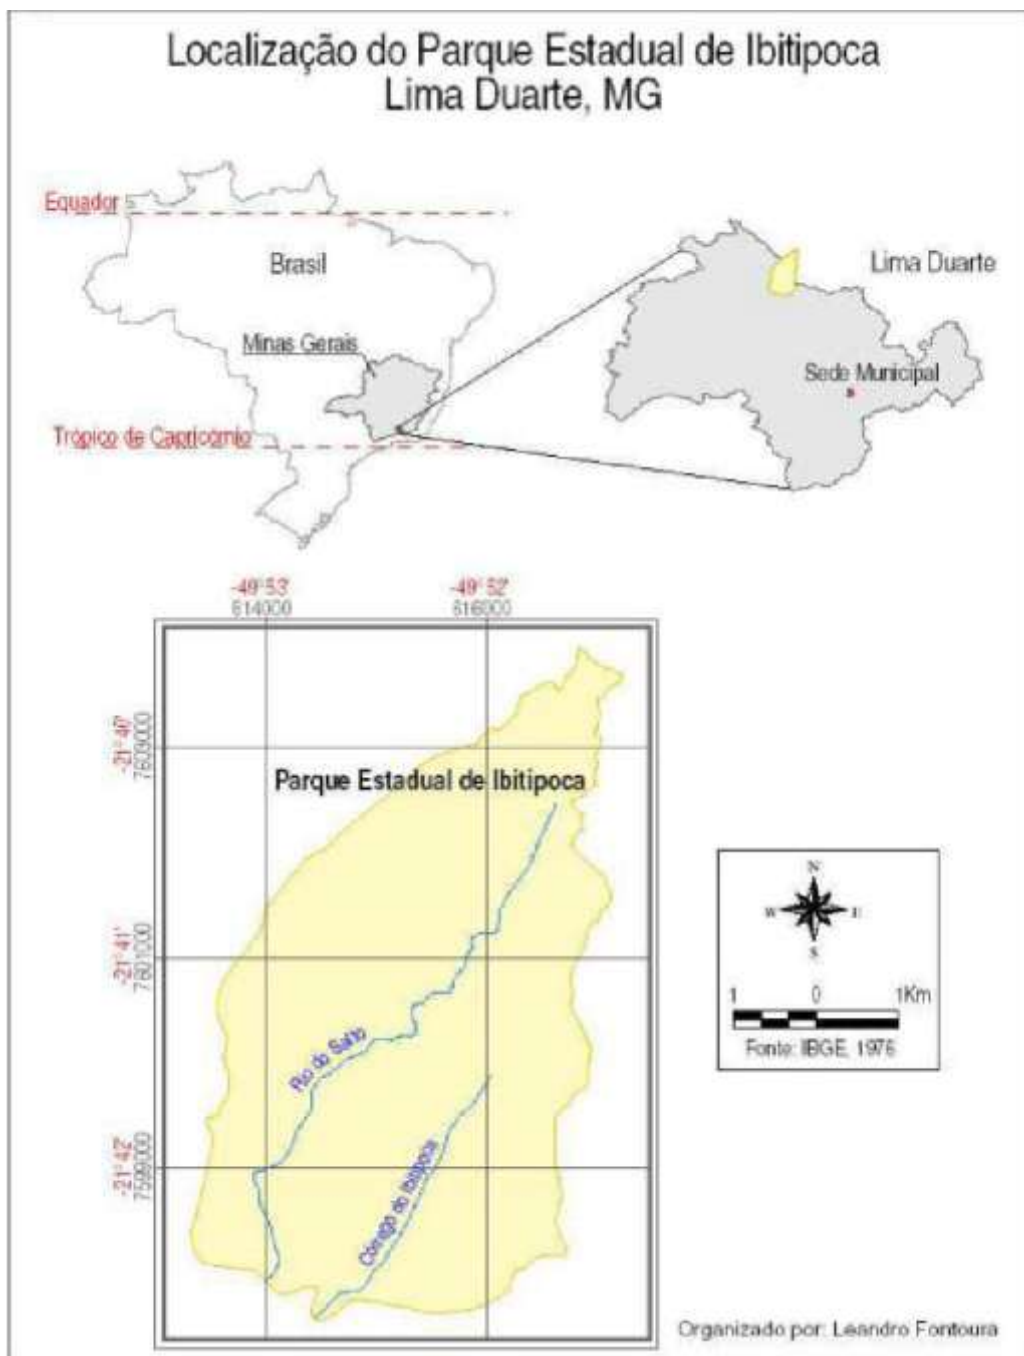 Localização do Parque Estadual de Ibitipoca
Lima Duarte, MG
Equador
Brasil
Lima Duarte
Minas Gerais
Sede Municipal
Trópico de Capricórnio
-49°53' -49°52'
614000 616000
-21°40'
7603000
Parque Estadual de Ibitipoca
-21°41'
7601000
Rio do Salto
-21°42'
7599000
Córrego do Ibitipoca
N
W E
S
1 0 1Km
Fonte: IBGE, 1976
Organizado por: Leandro Fontoura